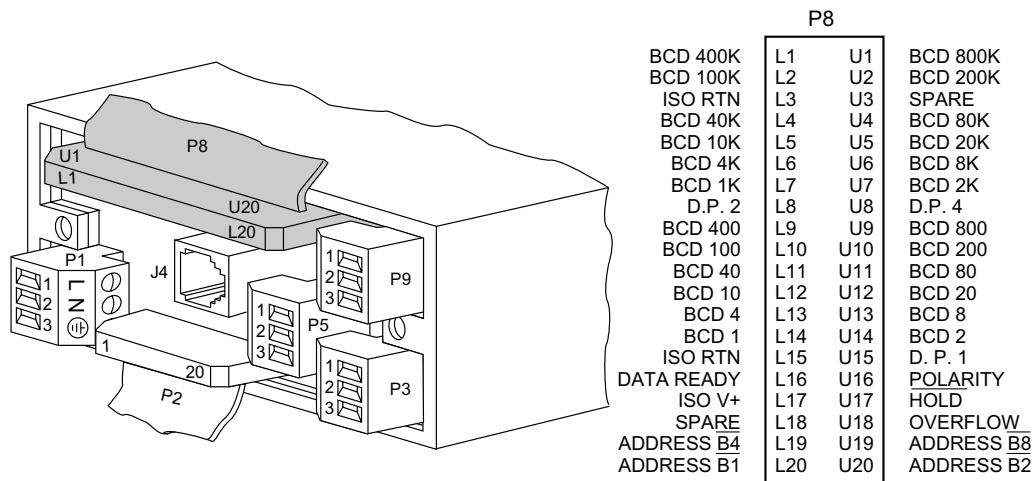 P8
BCD 400K L1 U1 BCD 800K
BCD 100K L2 U2 BCD 200K
ISO RTN L3 U3 SPARE
BCD 40K L4 U4 BCD 80K
BCD 10K L5 U5 BCD 20K
BCD 4K L6 U6 BCD 8K
BCD 1K L7 U7 BCD 2K
D.P. 2 L8 U8 D.P. 4
BCD 400 L9 U9 BCD 800
BCD 100 L10 U10 BCD 200
BCD 40 L11 U11 BCD 80
BCD 10 L12 U12 BCD 20
BCD 4 L13 U13 BCD 8
BCD 1 L14 U14 BCD 2
ISO RTN L15 U15 D. P. 1
DATA READY L16 U16 POLARITY
ISO V+ L17 U17 HOLD
SPARE L18 U18 OVERFLOW
ADDRESS B4 L19 U19 ADDRESS B8
ADDRESS B1 L20 U20 ADDRESS B2
P8
U1
L1
U20
L20
P1
1
2
3
L
N
J4
1
2
3
P9
1
2
3
P5
1
2
3
P3
1
20
P2